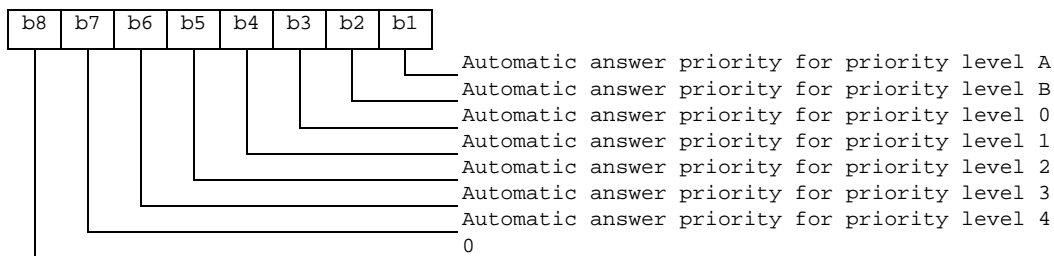 b8 b7 b6 b5 b4 b3 b2 b1
Automatic answer priority for priority level A
Automatic answer priority for priority level B
Automatic answer priority for priority level 0
Automatic answer priority for priority level 1
Automatic answer priority for priority level 2
Automatic answer priority for priority level 3
Automatic answer priority for priority level 4
0